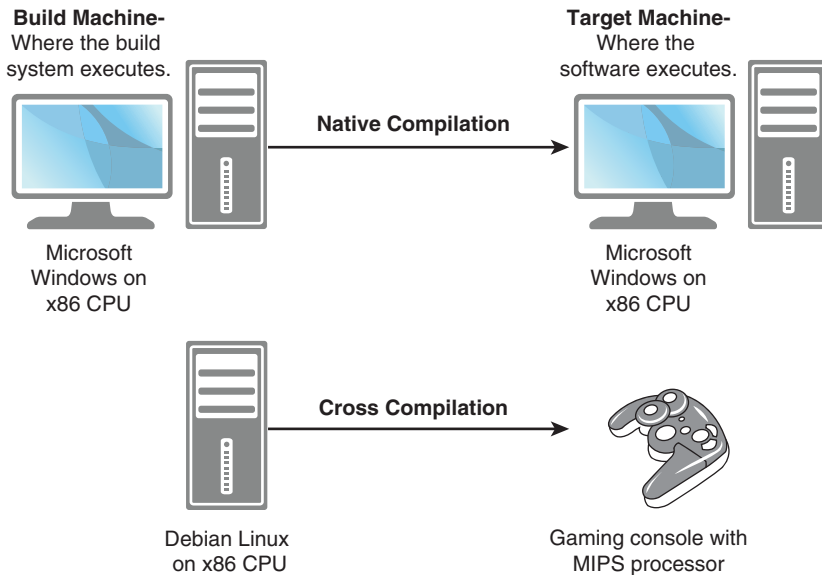 Build Machine-
Where the build
system executes.
Target Machine-
Where the
software executes.
Native Compilation
Microsoft
Windows on
x86 CPU
Microsoft
Windows on
x86 CPU
Cross Compilation
Debian Linux
on x86 CPU
Gaming console with
MIPS processor